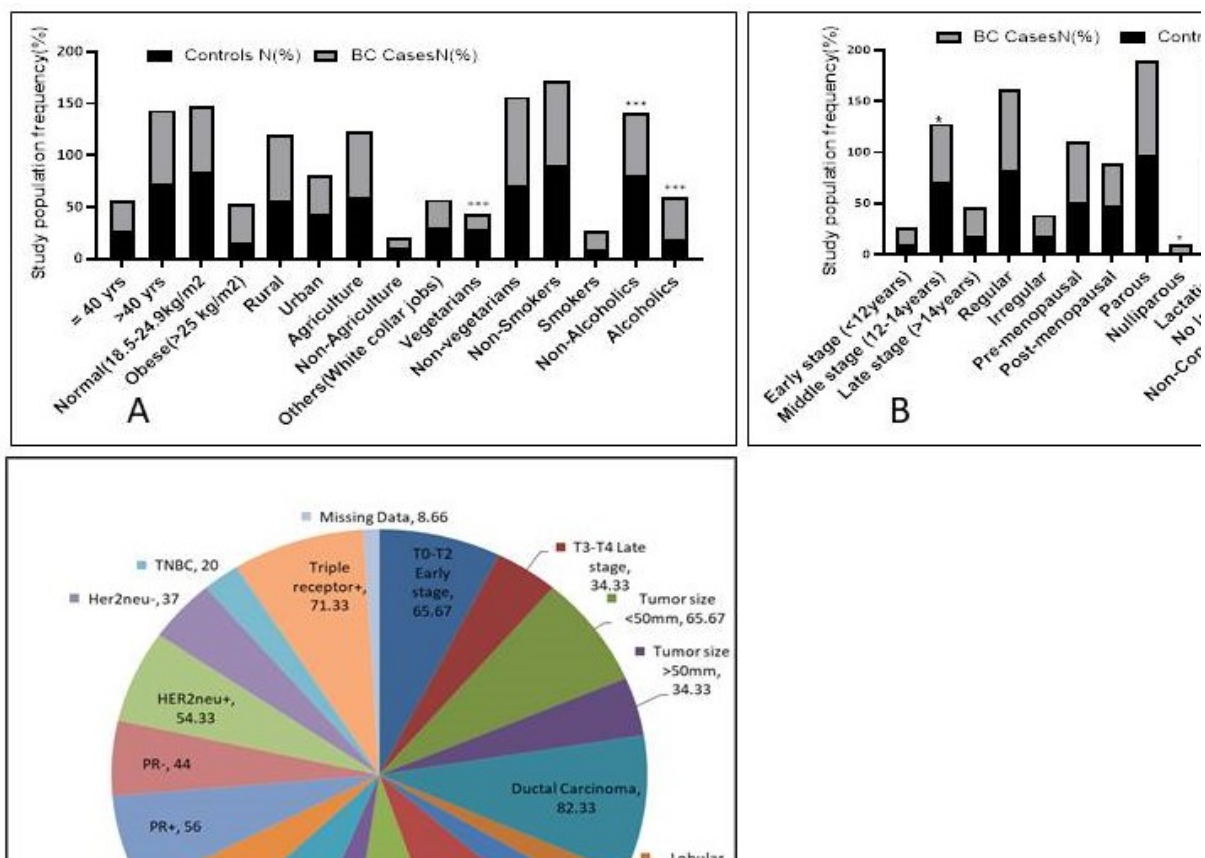 Controls N(%)
BC CasesN(%)
Study population frequency(%)
200
150
100
50
0
***
***
***
= 40 yrs
>40 yrs
Normal(18.5-24.9kg/m2
Obese(>25 kg/m2)
Rural
Urban
Agriculture
Non-Agriculture
Others(White collar jobs)
Vegetarians
Non-vegetarians
Non-Smokers
Smokers
Non-Alcoholics
Alcoholics
A
BC CasesN(%)
Contr
Study population frequency(%)
200
150
100
50
0
*
*
Early stage (<12years)
Middle stage (12-14years)
Late stage (>14years)
Regular
Irregular
Pre-menopausal
Post-menopausal
Parous
Nulliparous
Lactati
Non-Con
B
Missing Data, 8.66
TNBC, 20
Her2neu-, 37
Triple
receptor+,
71.33
T0-T2
Early
stage,
65.67
T3-T4 Late
stage,
34.33
Tumor size
<50mm, 65.67
Tumor size
>50mm,
34.33
HER2neu+,
54.33
PR-, 44
PR+, 56
Ductal Carcinoma,
82.33
Lobular